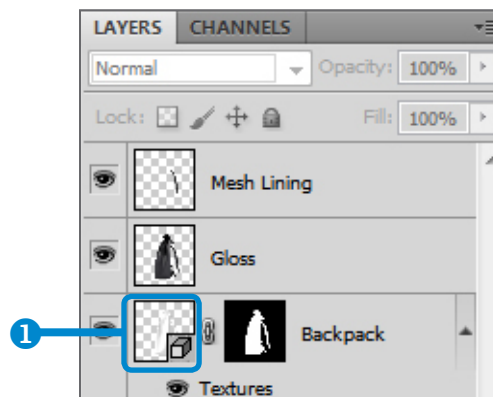 LAYERS CHANNELS
Normal Opacity: 100%
Lock: Fill: 100%
Mesh Lining
Gloss
1 Backpack
Textures